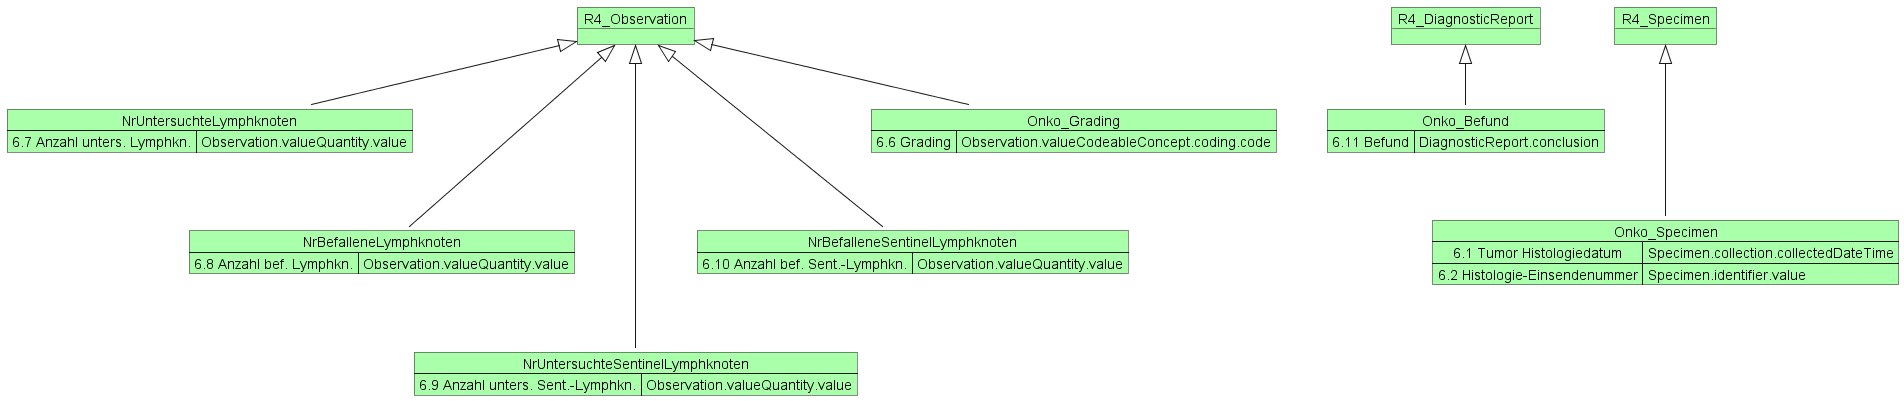 R4_Observation
R4_DiagnosticReport
R4_Specimen
NrUntersuchteLymphknoten
6.7 Anzahl unters. Lymphkn. Observation.valueQuantity.value
Onko_Grading
6.6 Grading Observation.valueCodeableConcept.coding.code
Onko_Befund
6.11 Befund DiagnosticReport.conclusion
NrBefalleneLymphknoten
6.8 Anzahl bef. Lymphkn. Observation.valueQuantity.value
NrBefalleneSentinelLymphknoten
6.10 Anzahl bef. Sent.-Lymphkn. Observation.valueQuantity.value
Onko_Specimen
6.1 Tumor Histologiedatum Specimen.collection.collectedDateTime
6.2 Histologie-Einsendenummer Specimen.identifier.value
NrUntersuchteSentinelLymphknoten
6.9 Anzahl unters. Sent.-Lymphkn. Observation.valueQuantity.value